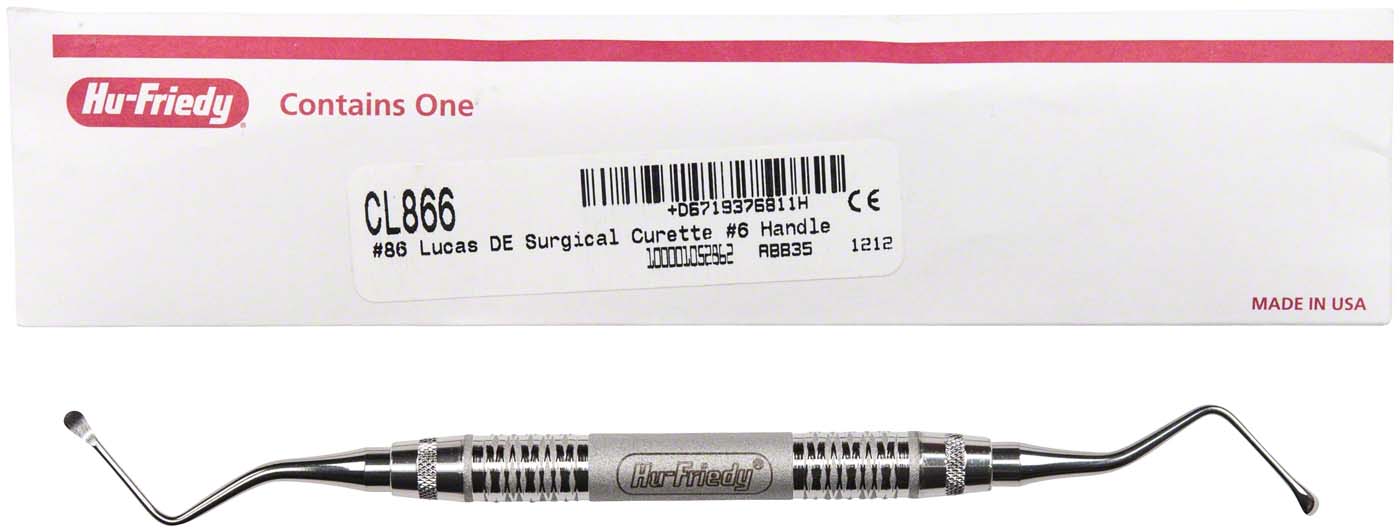 Hu-Friedy Contains One
CL866
+D6719376811H
CE
#86 Lucas DE Surgical Curette #6 Handle
100001052862 ABB35 1212
MADE IN USA
Hu-Friedy®